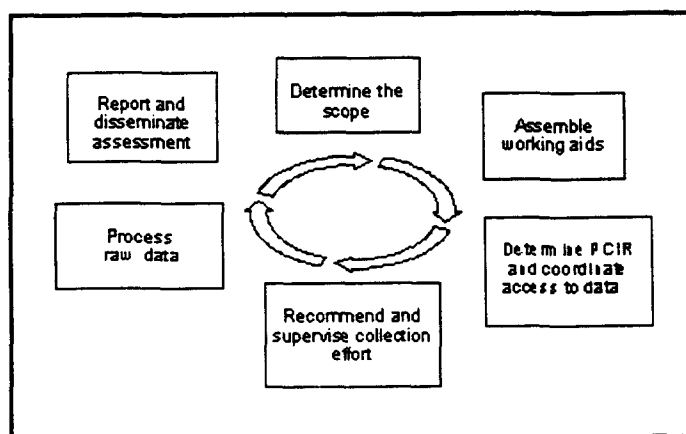 Determine the
scope
Assemble
working aids
Determine PCIR
and coordinate
access to data
Recommend and
supervise collection
effort
Process
raw data
Report and
disseminate
assessment